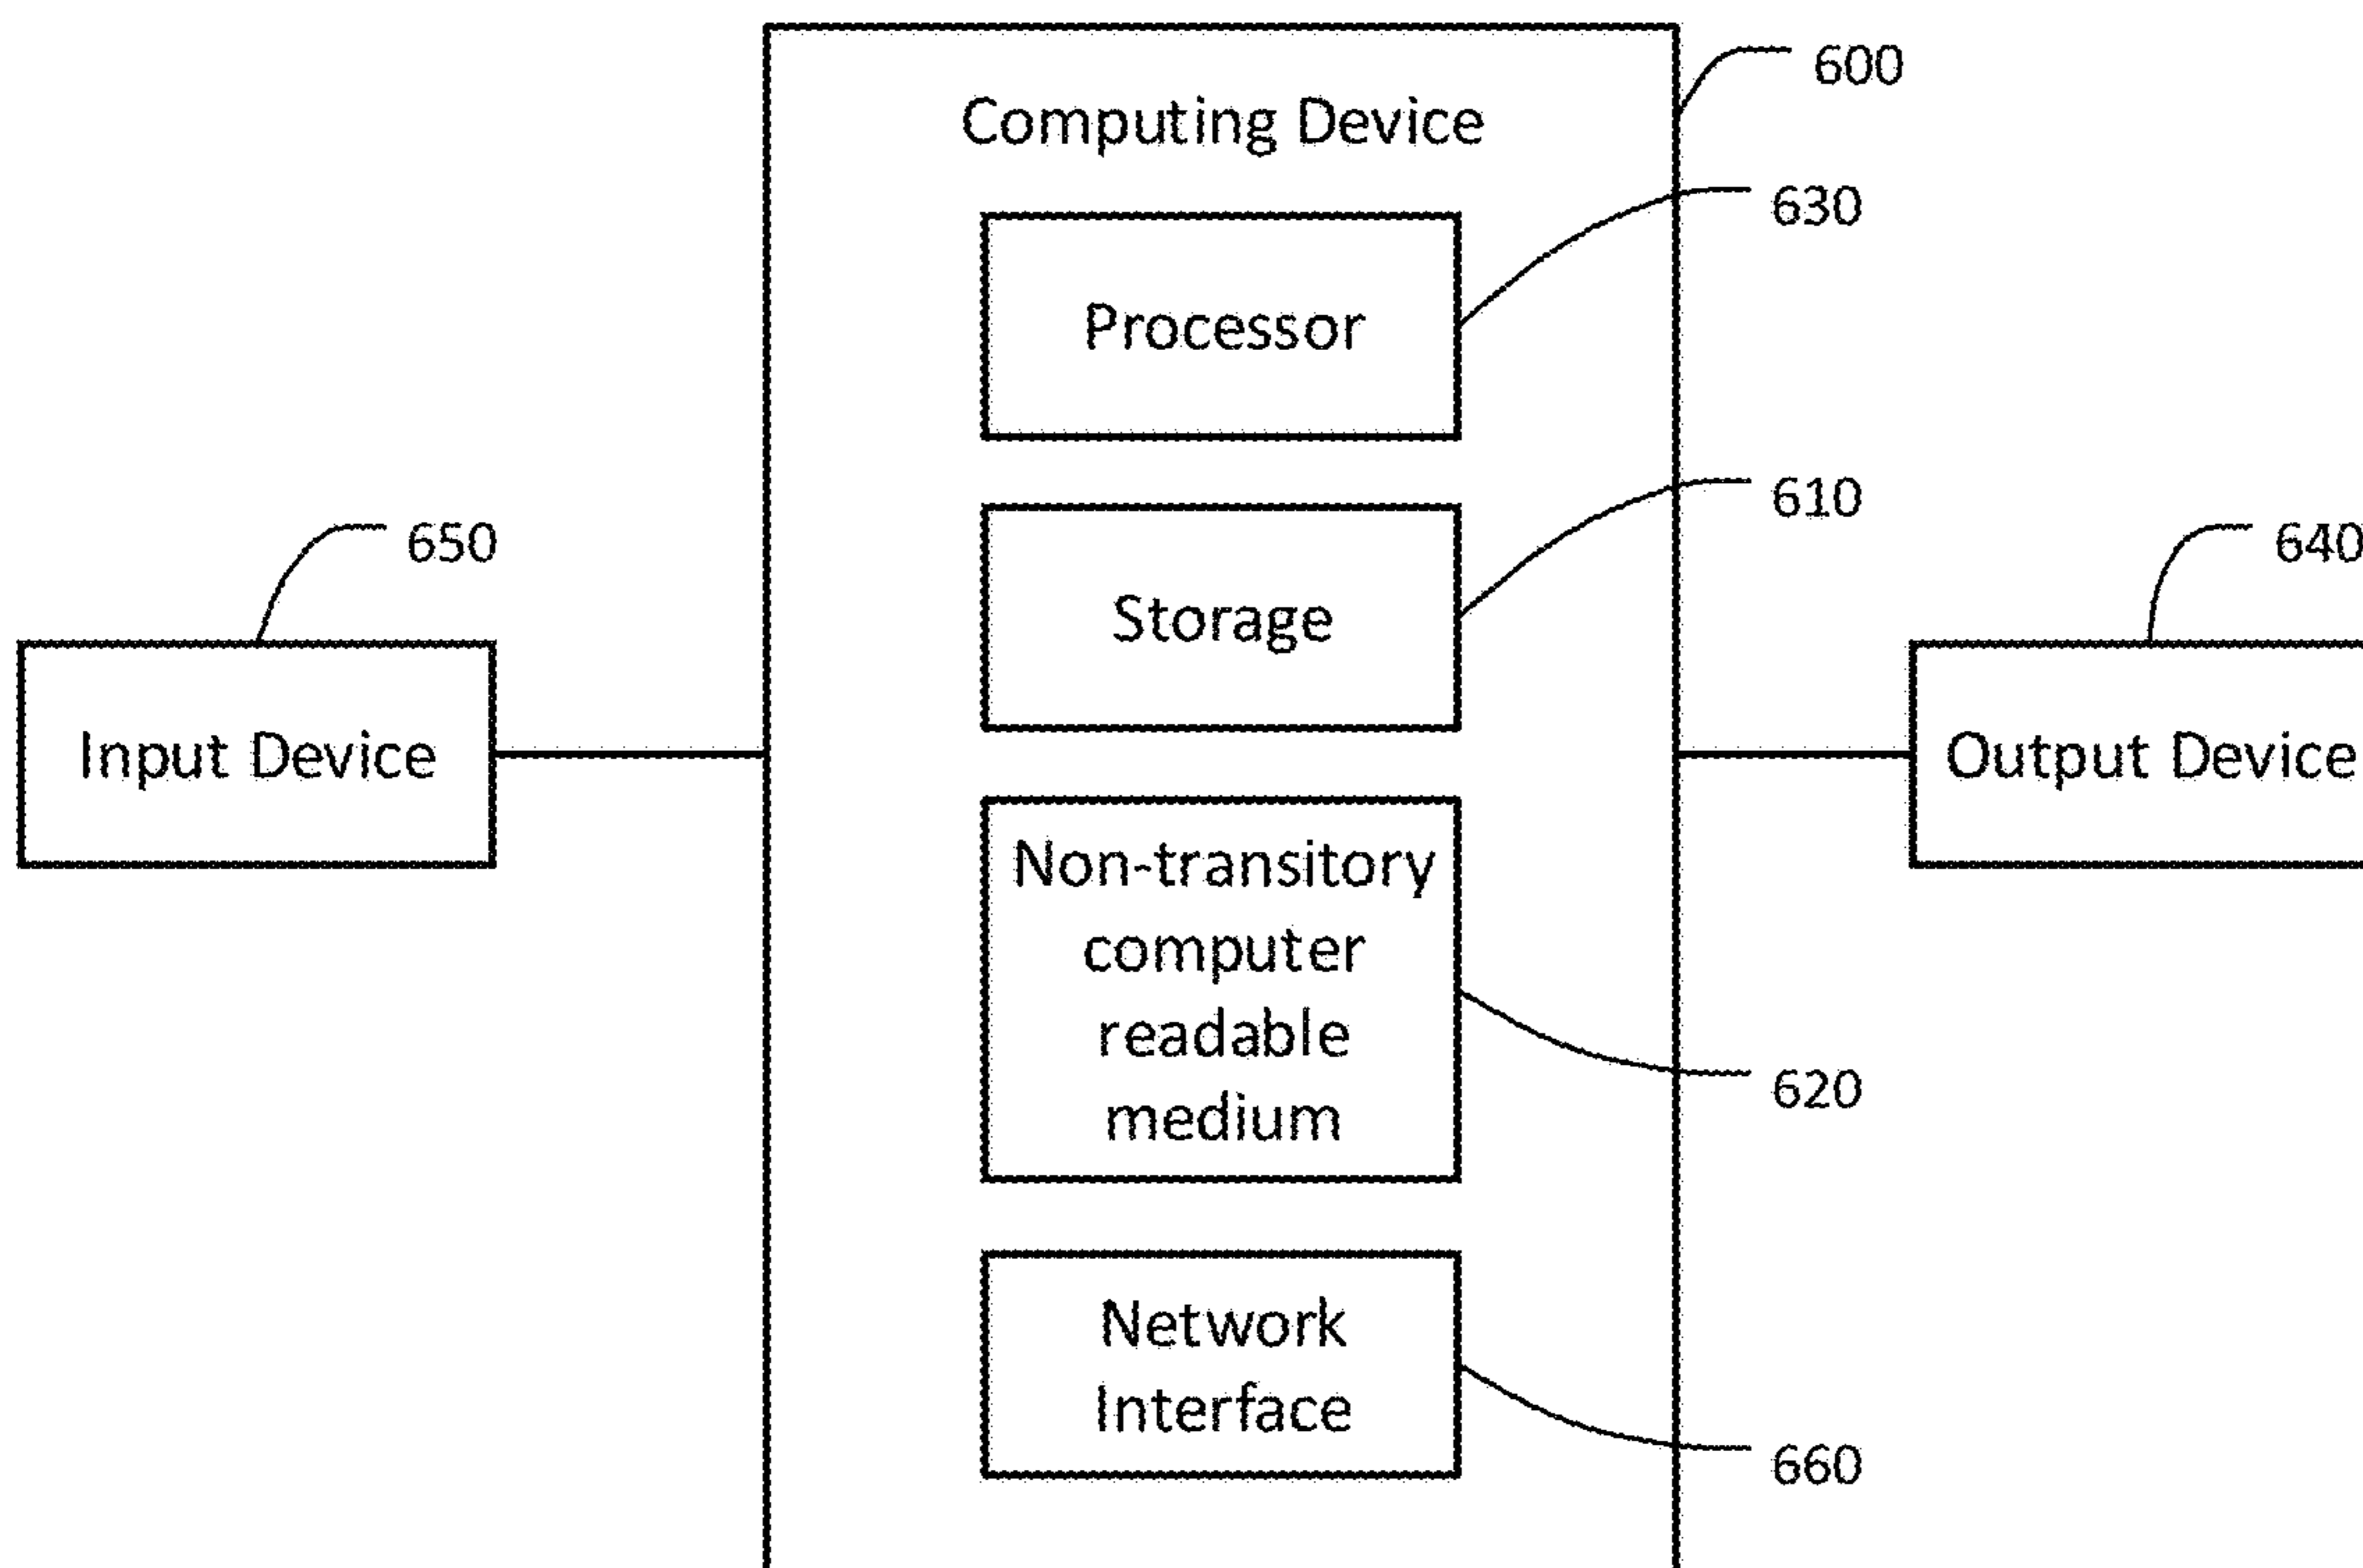 600
Computing Device
630
Processor
610
Storage
650
640
Input Device
Output Device
Non-transitory
computer
readable
medium
620
Network
Interface
660